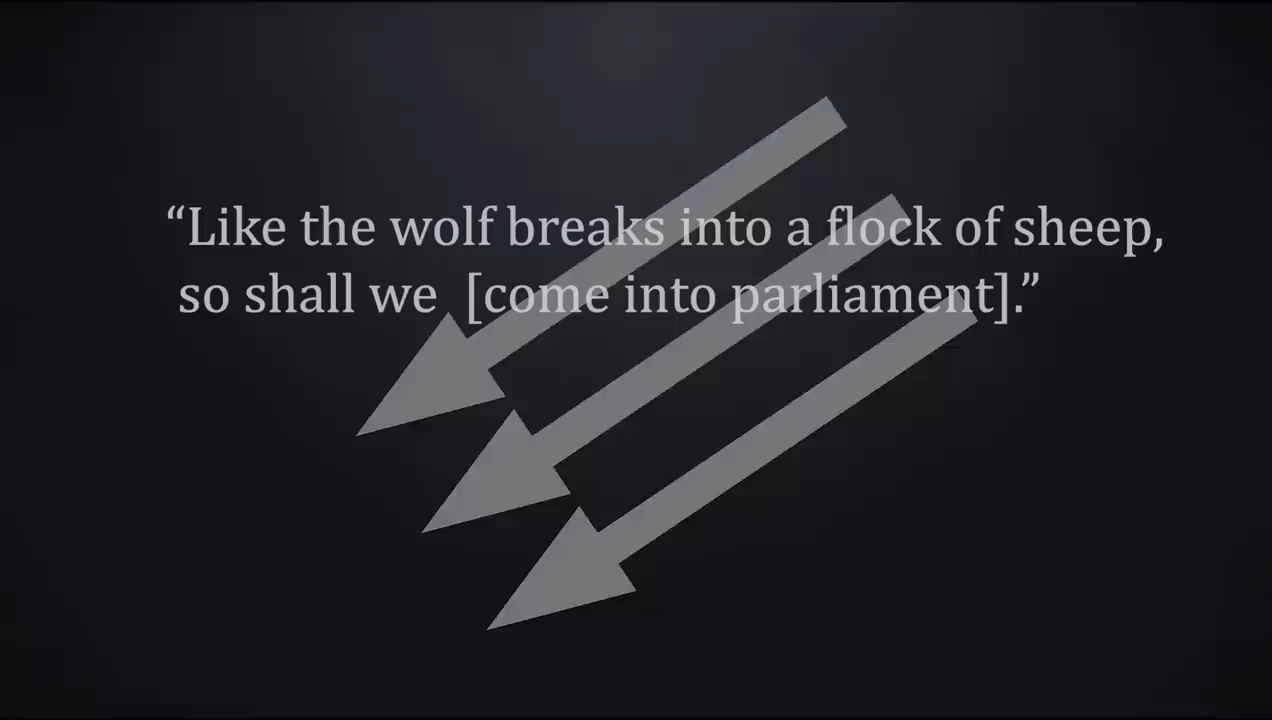 “Like the wolf breaks into a flock of sheep,
so shall we [come into parliament].”